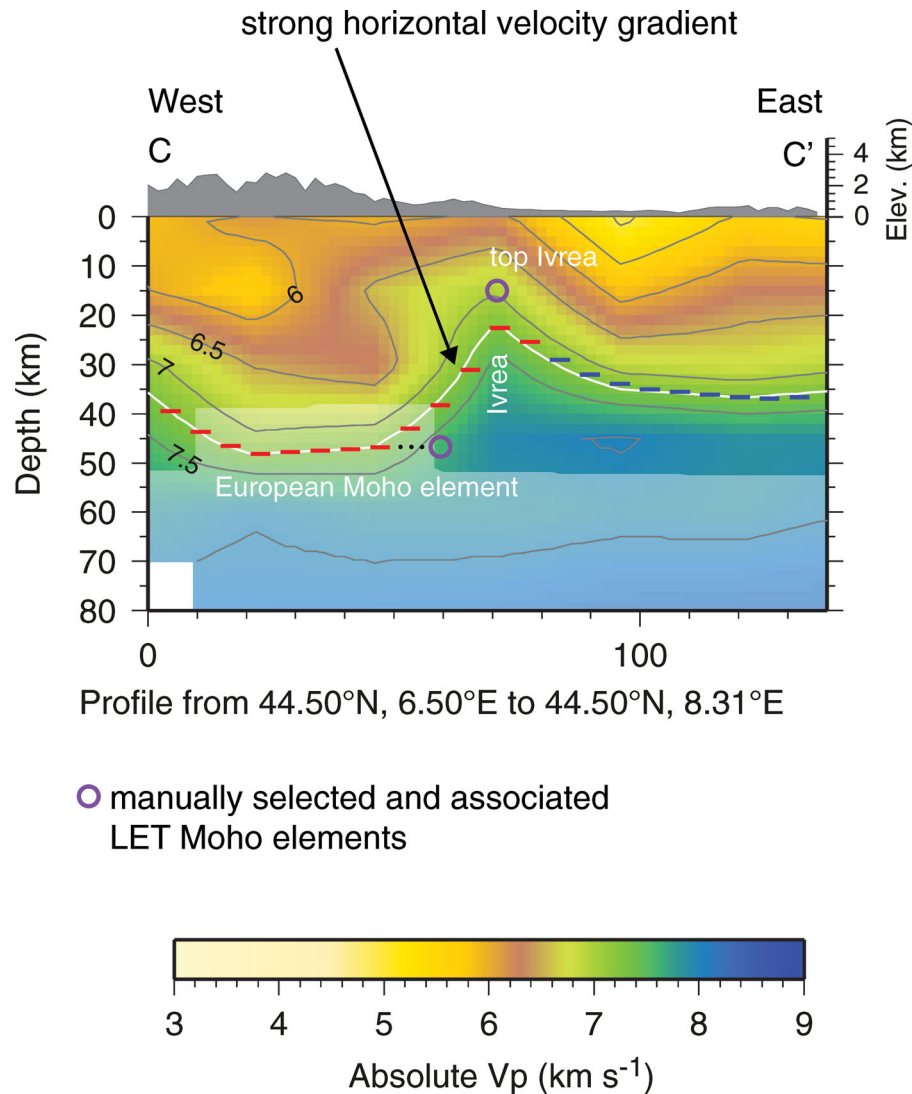 strong horizontal velocity gradient
West
East
C
C'
4
2
0
Elev. (km)
0
10
20
30
40
50
60
70
80
Depth (km)
top Ivrea
6
6.5
7
7.5
Ivrea
European Moho element
0
100
Profile from 44.50°N, 6.50°E to 44.50°N, 8.31°E
manually selected and associated
LET Moho elements
3
4
5
6
7
8
9
Absolute Vp (km s⁻¹)